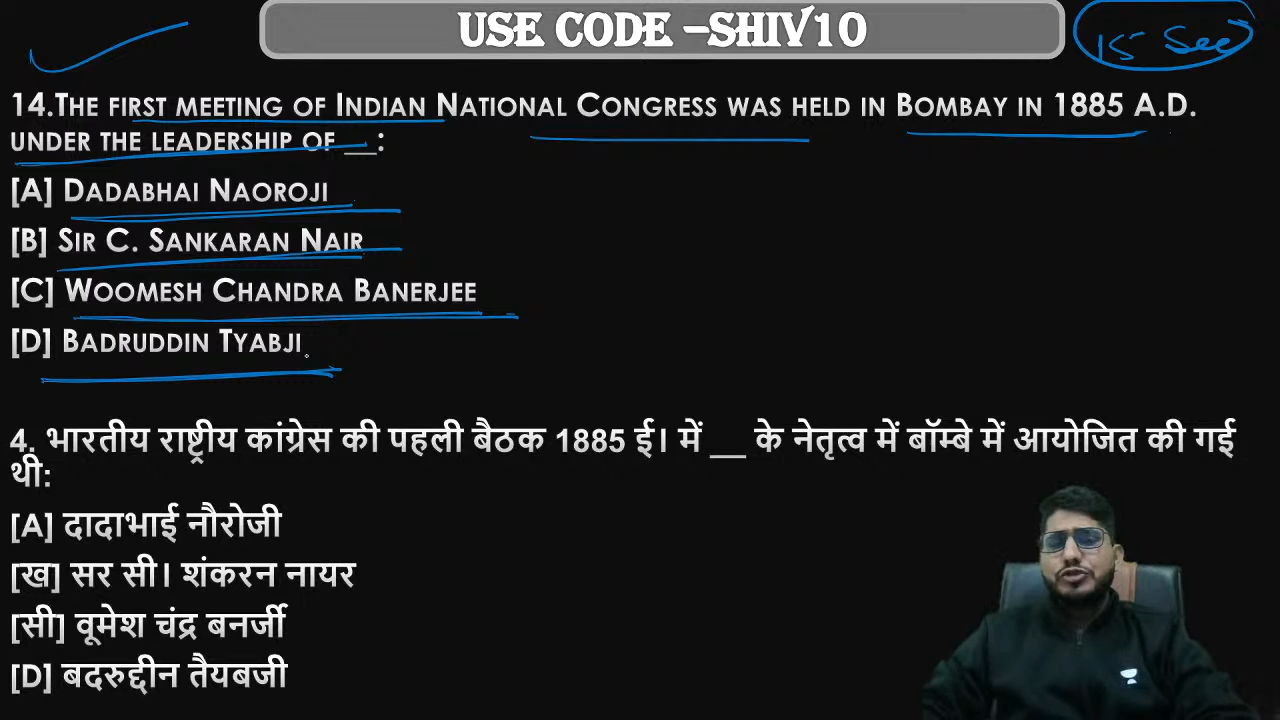 USE CODE –SHIV10
15 Sec
14.The first meeting of Indian National Congress was held in Bombay in 1885 A.D.
under the leadership of __:
[A] Dadabhai Naoroji
[B] Sir C. Sankaran Nair
[C] Woomesh Chandra Banerjee
[D] Badruddin Tyabji
4. भारतीय राष्ट्रीय कांग्रेस की पहली बैठक 1885 ई। में __ के नेतृत्व में बॉम्बे में आयोजित की गई
थी:
[A] दादाभाई नौरोजी
[ख] सर सी। शंकरन नायर
[सी] वूमेश चंद्र बनर्जी
[D] बदरुद्दीन तैयबजी